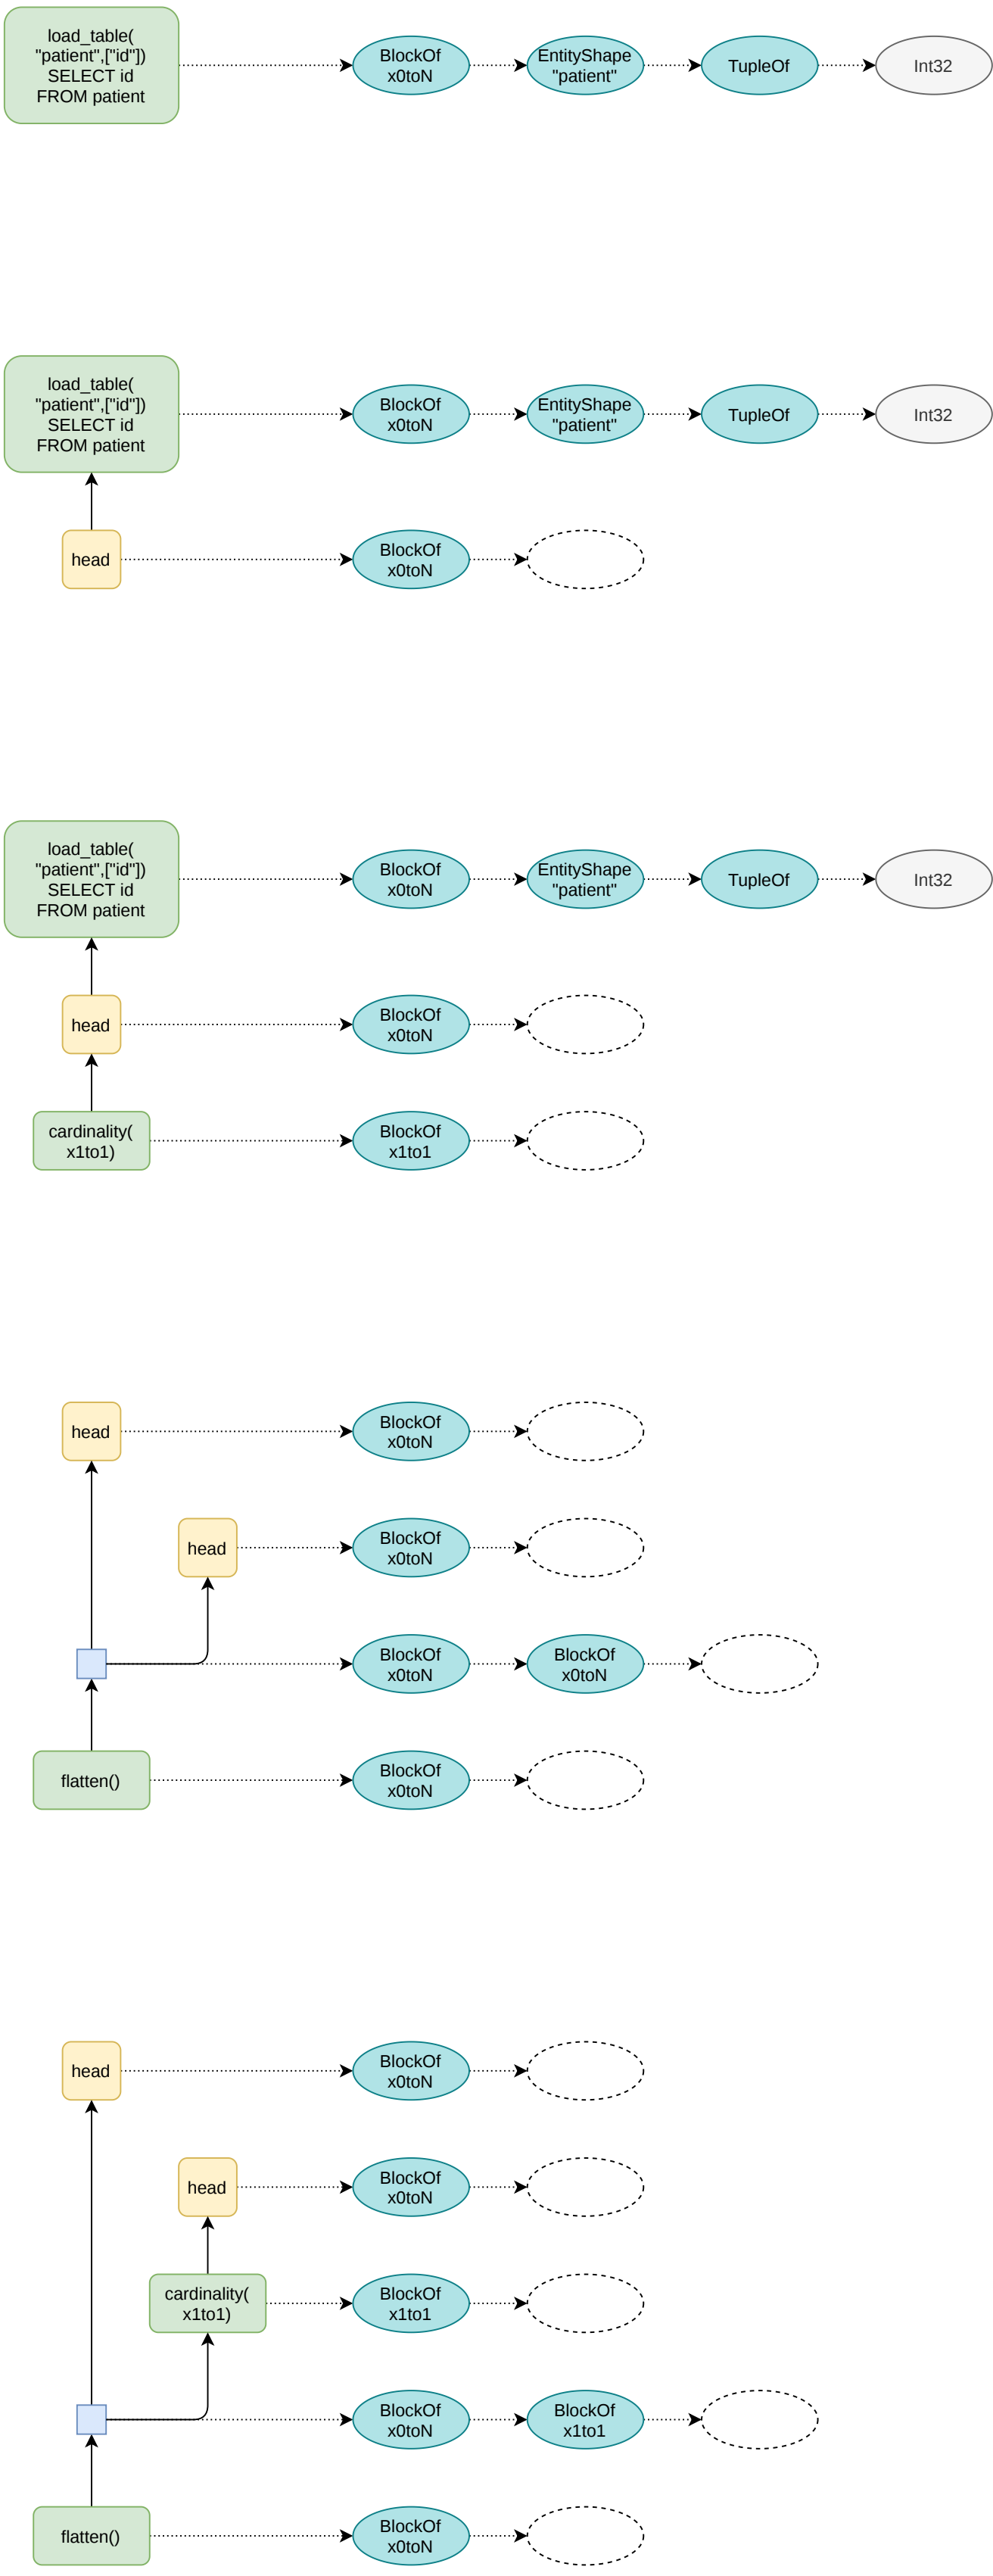 load_table(
"patient",["id"])
SELECT id
FROM patient
BlockOf
x0toN
EntityShape
"patient"
TupleOf
Int32
load_table(
"patient",["id"])
SELECT id
FROM patient
BlockOf
x0toN
EntityShape
"patient"
TupleOf
Int32
head
BlockOf
x0toN
load_table(
"patient",["id"])
SELECT id
FROM patient
BlockOf
x0toN
EntityShape
"patient"
TupleOf
Int32
head
BlockOf
x0toN
cardinality(
x1to1)
BlockOf
x1to1
head
BlockOf
x0toN
head
BlockOf
x0toN
BlockOf
x0toN
BlockOf
x0toN
flatten()
BlockOf
x0toN
head
BlockOf
x0toN
head
BlockOf
x0toN
cardinality(
x1to1)
BlockOf
x1to1
BlockOf
x0toN
BlockOf
x1to1
flatten()
BlockOf
x0toN